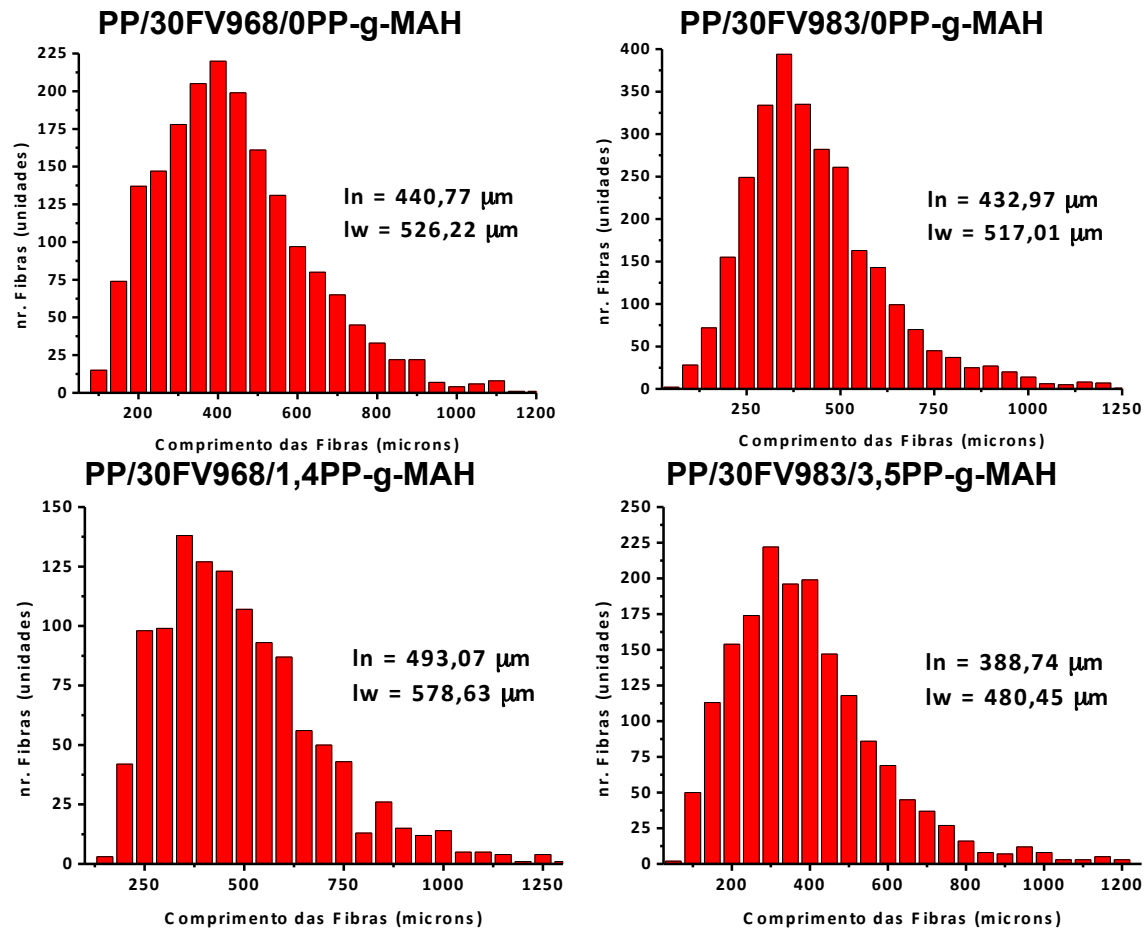 PP/30FV968/0PP-g-MAH
225
200
175
150
125
100
75
50
25
0
nr. Fibras (unidades)
ln = 440,77 µm
lw = 526,22 µm
200 400 600 800 1000 1200
Comprimento das Fibras (microns)
PP/30FV983/0PP-g-MAH
400
350
300
250
200
150
100
50
0
nr. Fibras (unidades)
ln = 432,97 µm
lw = 517,01 µm
250 500 750 1000 1250
Comprimento das Fibras (microns)
PP/30FV968/1,4PP-g-MAH
150
125
100
75
50
25
0
nr. Fibras (unidades)
ln = 493,07 µm
lw = 578,63 µm
250 500 750 1000 1250
Comprimento das Fibras (microns)
PP/30FV983/3,5PP-g-MAH
250
225
200
175
150
125
100
75
50
25
0
nr. Fibras (unidades)
ln = 388,74 µm
lw = 480,45 µm
200 400 600 800 1000 1200
Comprimento das Fibras (microns)